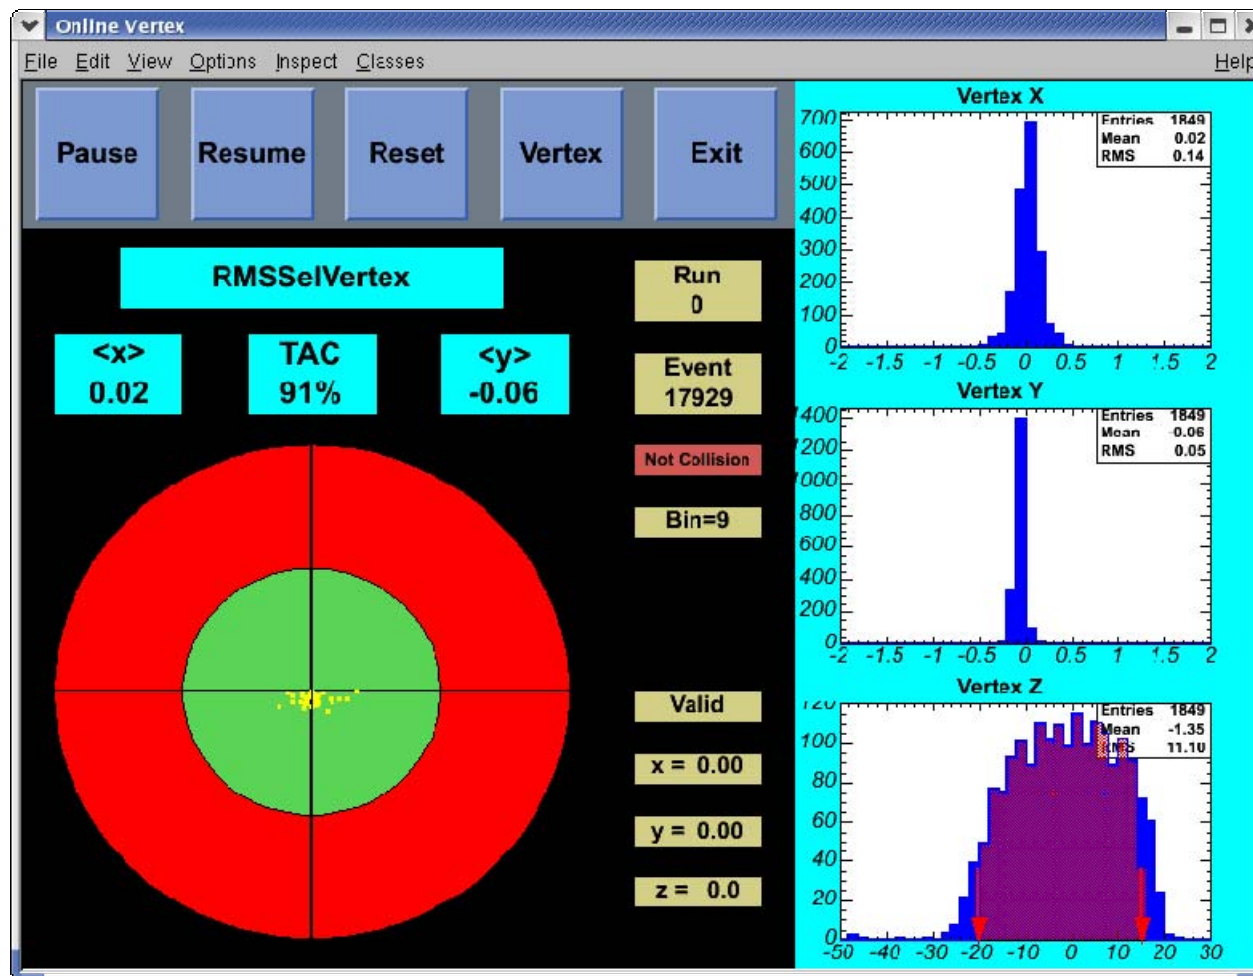 Online Vertex
File Edit View Options Inspect Classes Help
Pause Resume Reset Vertex Exit
RMSSelVertex
<x>
0.02
TAC
91%
<y>
-0.06
Run
0
Event
17929
Not Collision
Bin=9
Valid
x = 0.00
y = 0.00
z = 0.0
Vertex X
Entries 1849
Mean 0.02
RMS 0.14
700
600
500
400
300
200
100
0
-2 -1.5 -1 -0.5 0 0.5 1 1.5 2
Vertex Y
Entries 1849
Mean -0.06
RMS 0.05
1400
1200
1000
800
600
400
200
0
-2 -1.5 -1 -0.5 0 0.5 1 1.5 2
Vertex Z
Entries 1849
Mean -1.35
RMS 11.10
120
100
80
60
40
20
0
-50 -40 -30 -20 -10 0 10 20 30